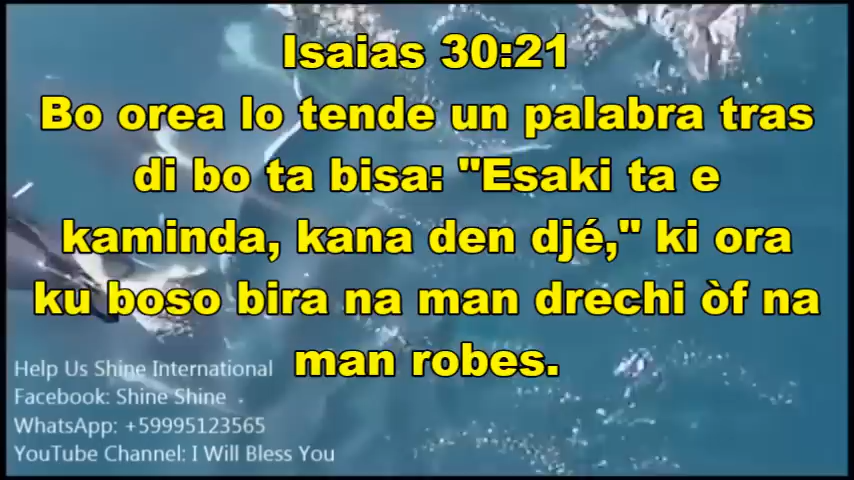 Isaias 30:21
Bo orea lo tende un palabra tras
di bo ta bisa: "Esaki ta e
kaminda, kana den djé," ki ora
ku boso bira na man drechi òf na
man robes.
Help Us Shine International
Facebook: Shine Shine
WhatsApp: +59995123565
YouTube Channel: I Will Bless You